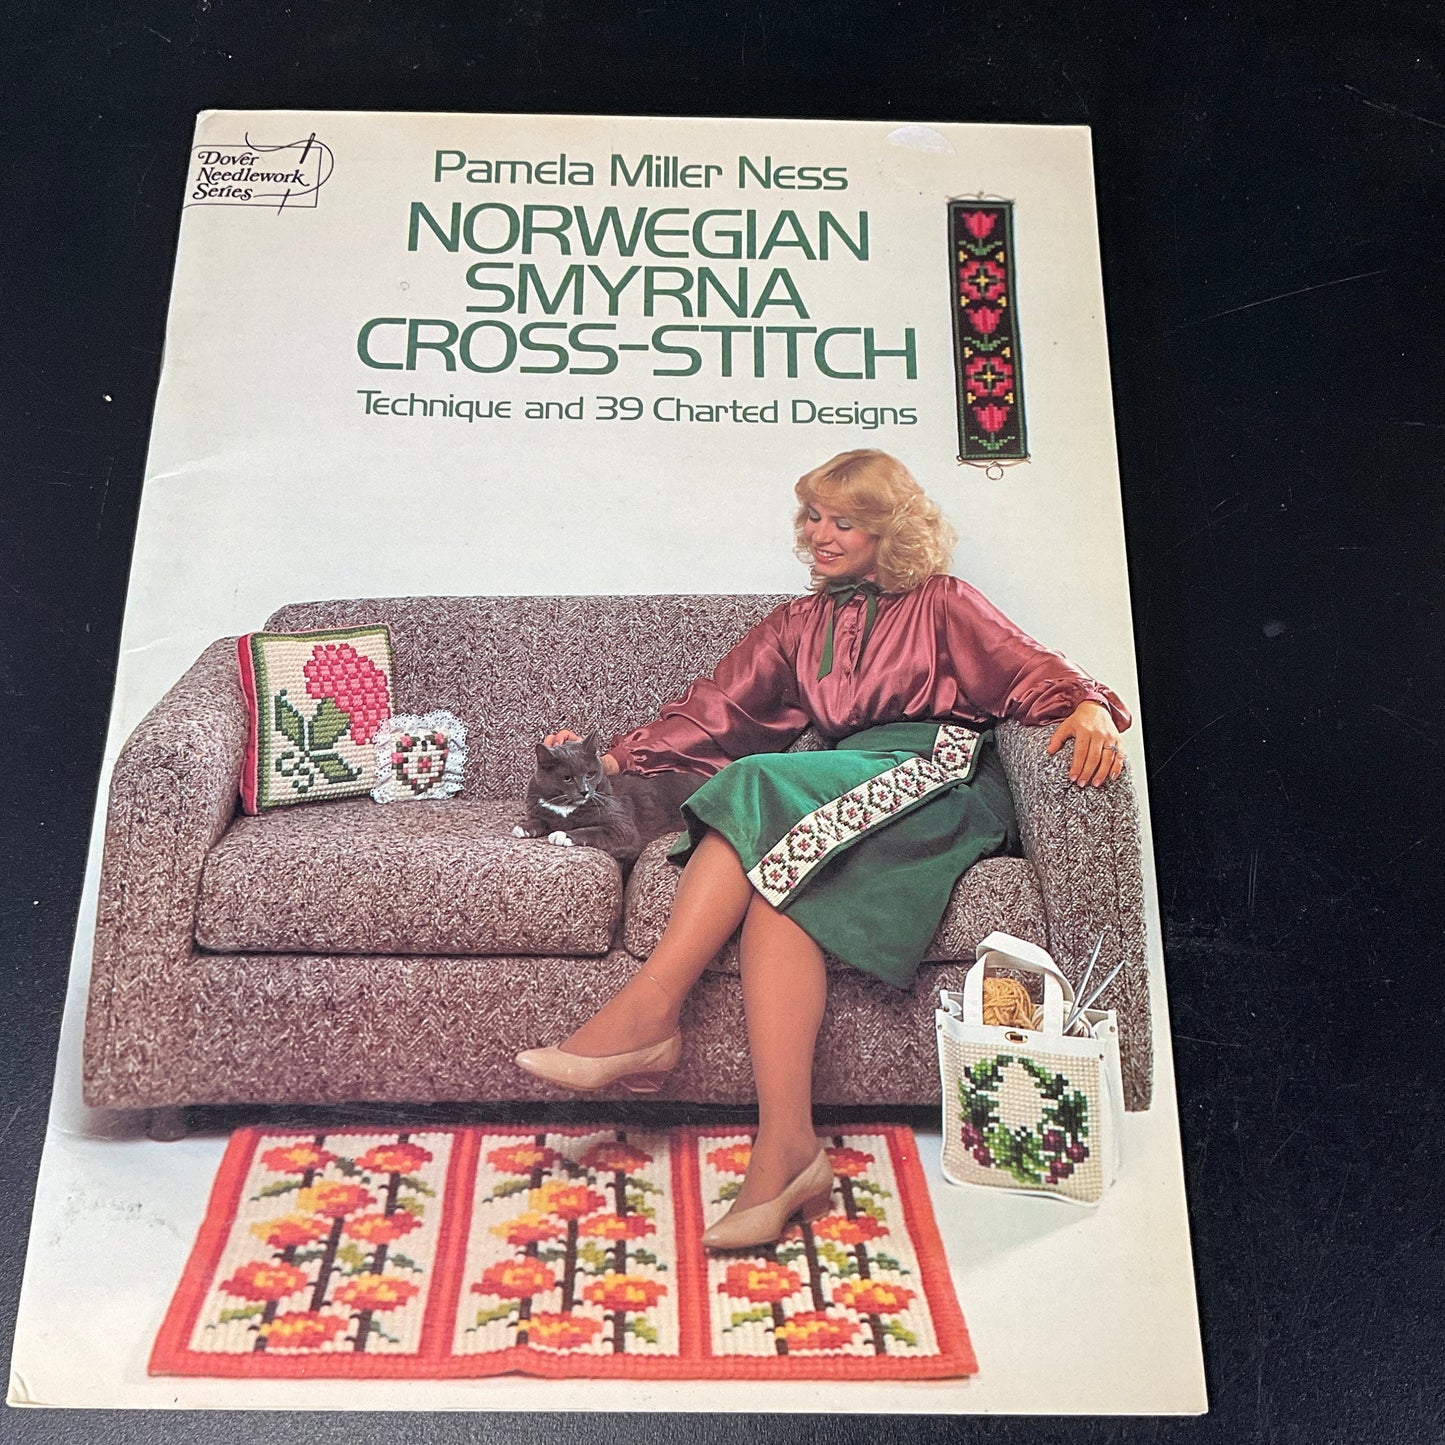 Dover
Needlework
Series
Pamela Miller Ness
NORWEGIAN
SMYRNA
CROSS-STITCH
Technique and 39 Charted Designs